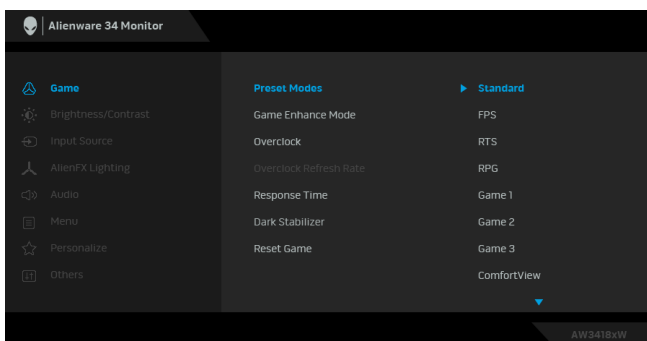 Alienware 34 Monitor
Game
Brightness/Contrast
Input Source
AlienFX Lighting
Audio
Menu
Personalize
Others
Preset Modes
Game Enhance Mode
Overclock
Overclock Refresh Rate
Response Time
Dark Stabilizer
Reset Game
Standard
FPS
RTS
RPG
Game 1
Game 2
Game 3
ComfortView
AW3418xW